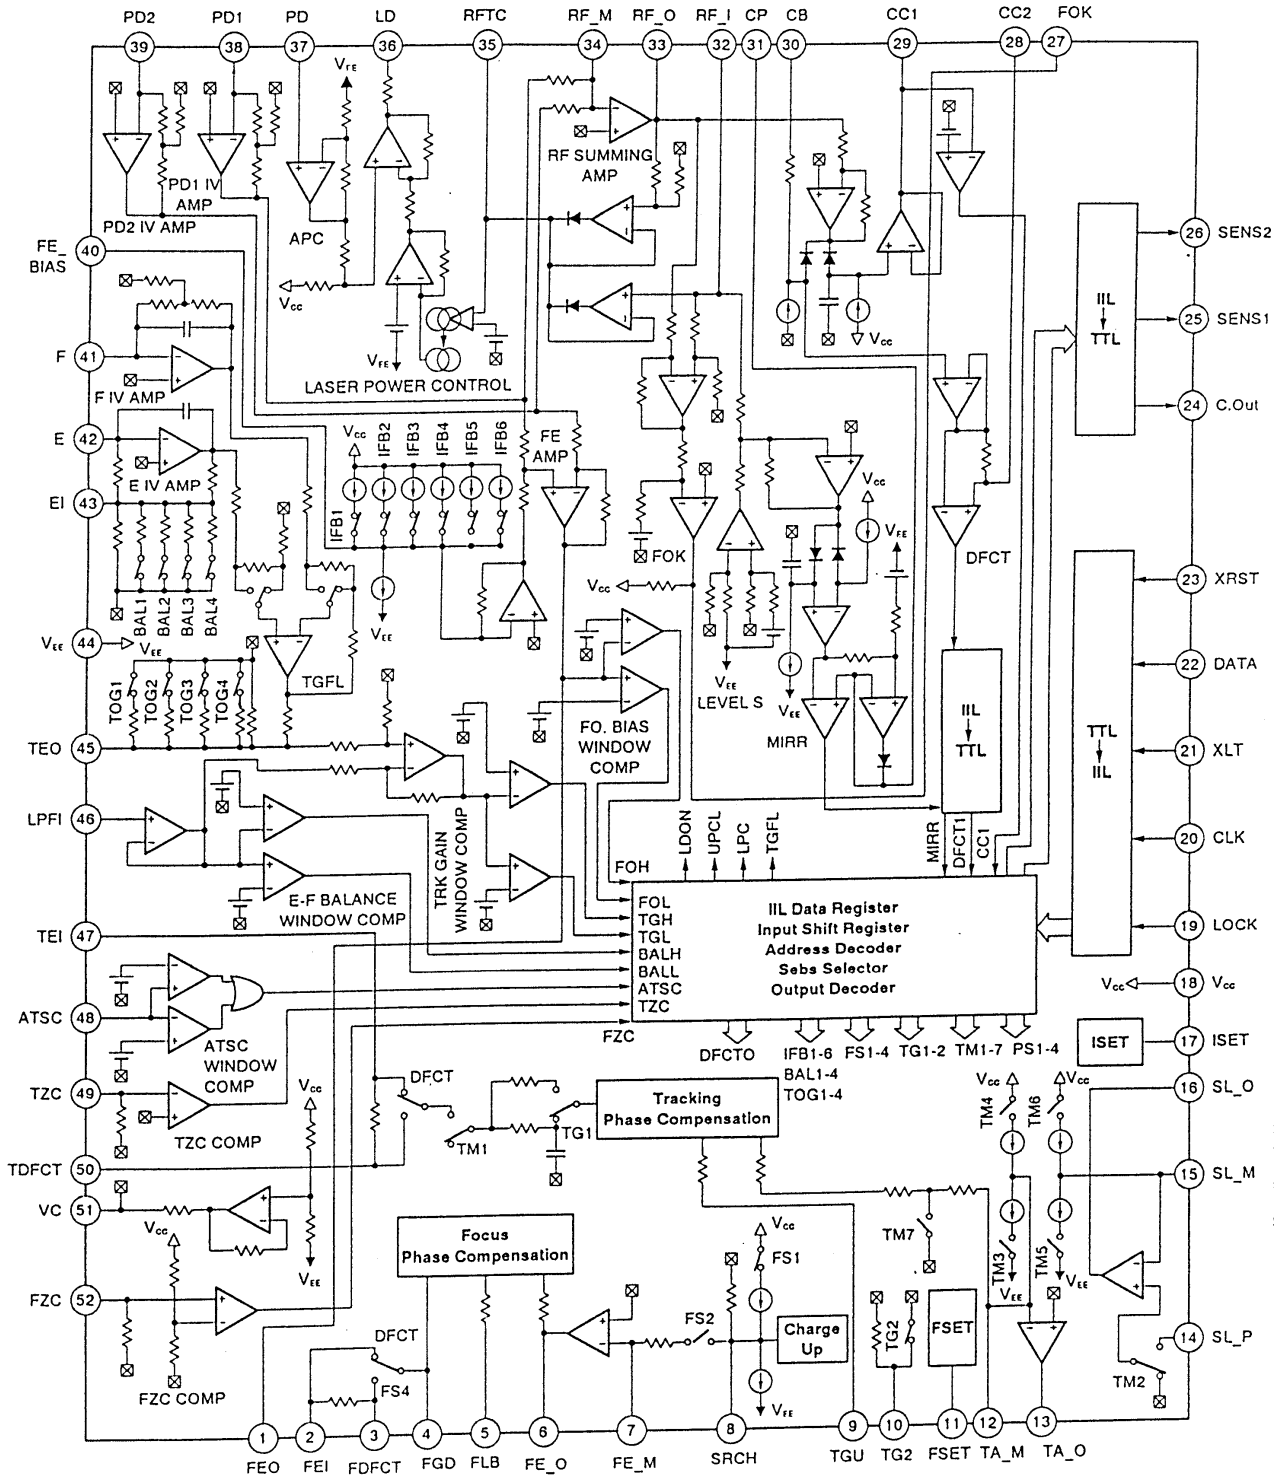 PD2 PD1 PD LD RFTC RF_M RF_O RF_I CP CB CC1 CC2 FOK
39 38 37 36 35 34 33 32 31 30 29 28 27
VEE
RF SUMMING
AMP
PD1 IV
AMP
PD2 IV AMP
APC
Vcc
VEE
LASER POWER CONTROL
FE_
BIAS
40
F 41
F IV AMP
E 42
E IV AMP
EI 43
BAL1 BAL2 BAL3 BAL4
VEE 44
VEE
Vcc
IFB1 IFB2 IFB3 IFB4 IFB5 IFB6
VEE
FE
AMP
FOK
Vcc
Vcc
VEE
LEVEL S
VEE
Vcc
VEE
MIRR
DFCT
IIL
TTL
26 SENS2
25 SENS1
24 C.Out
23 XRST
22 DATA
21 XLT
20 CLK
19 LOCK
TTL
IIL
IIL
TTL
TOG1 TOG2 TOG3 TOG4
TGFL
TEO 45
LPFI 46
FO. BIAS
WINDOW
COMP
TRK GAIN
WINDOW COMP
E-F BALANCE
WINDOW COMP
LDON UPCL LPC TGFL
MIRR DFCT1 CC1
FOH
FOL
TGH
TGL
BALH
BALL
ATSC
TZC
FZC
IIL Data Register
Input Shift Register
Address Decoder
Sebs Selector
Output Decoder
DFCTO IFB1-6 FS1-4 TG1-2 TM1-7 PS1-4
BAL1-4
TOG1-4
TEI 47
ATSC 48
ATSC
WINDOW
COMP
TZC 49
TZC COMP
TDFCT 50
VC 51
Vcc
VEE
Vcc
FZC 52
FZC COMP
Vcc 18 Vcc
ISET 17 ISET
16 SL_O
15 SL_M
14 SL_P
DFCT
TM1
TG1
Tracking
Phase Compensation
Focus
Phase Compensation
DFCT
FS4
FS2
Vcc
FS1
VEE
Charge
Up
TM7
TG2
FSET
Vcc Vcc
TM4 TM6
TM3 TM5
VEE VEE
TM2
1 2 3 4 5 6 7 8 9 10 11 12 13
FEO FEI FDFCT FGD FLB FE_O FE_M SRCH TGU TG2 FSET TA_M TA_O